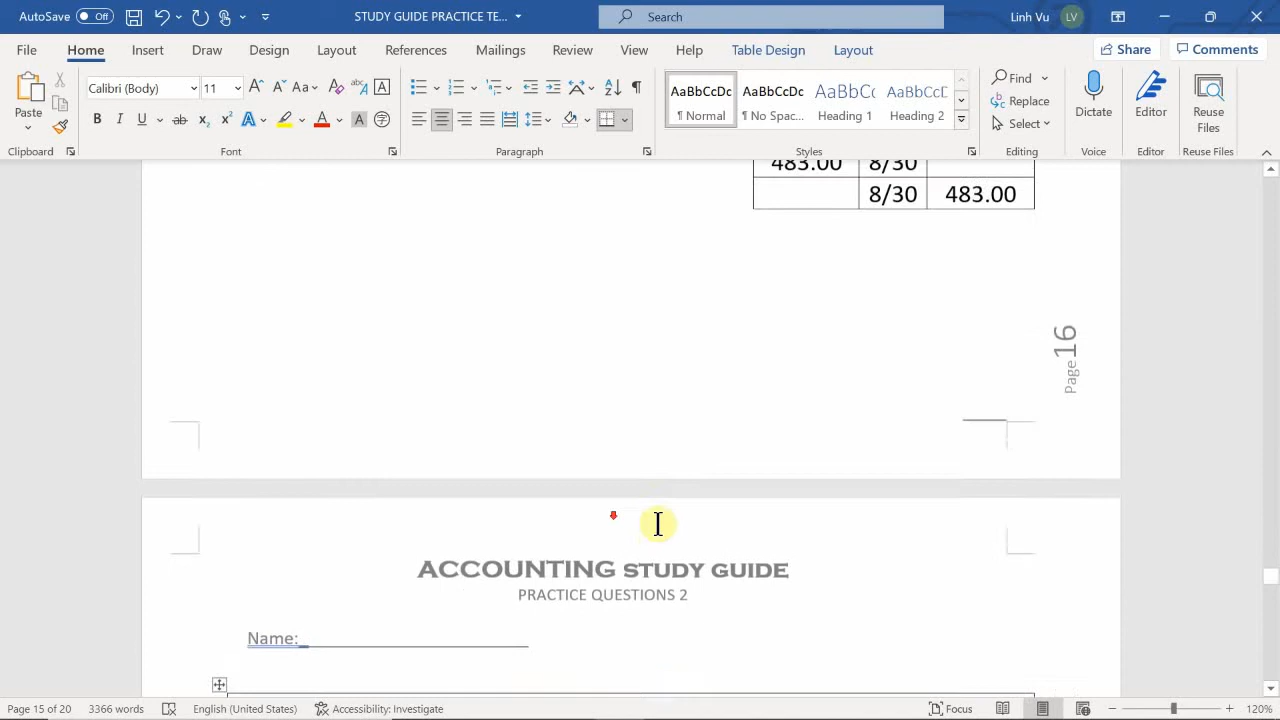 AutoSave Off STUDY GUIDE PRACTICE TE... Search Linh Vu LV
File Home Insert Draw Design Layout References Mailings Review View Help Table Design Layout Share Comments
Paste Calibri (Body) 11 AaBbCcDc AaBbCcDc AaBbCc AaBbCcD Find Dictate Editor Reuse Files
¶ Normal ¶ No Spac... Heading 1 Heading 2 Replace
Select
Clipboard Font Paragraph Styles Editing Voice Editor Reuse Files
483.00 8/30
8/30 483.00
Page 16
ACCOUNTING STUDY GUIDE
PRACTICE QUESTIONS 2
Name:_
Page 15 of 20 3366 words English (United States) Accessibility: Investigate Focus 120%